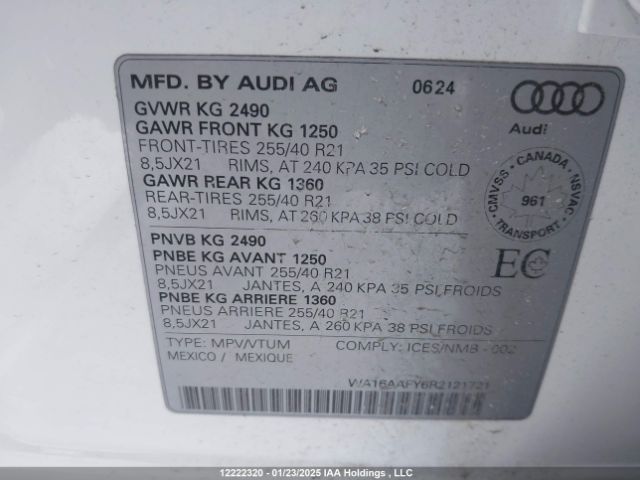 MFD. BY AUDI AG 0624
Audi
GVWR KG 2490
GAWR FRONT KG 1250
FRONT-TIRES 255/40 R21
8,5JX21 RIMS, AT 240 KPA 35 PSI COLD
GAWR REAR KG 1360
REAR-TIRES 255/40 R21
8,5JX21 RIMS, AT 260 KPA 38 PSI COLD
CMVSS - CANADA - NSVAC
961
TRANSPORT
PNVB KG 2490
PNBE KG AVANT 1250
PNEUS AVANT 255/40 R21
8,5JX21 JANTES, A 240 KPA 35 PSI,FROIDS
PNBE KG ARRIERE 1360
PNEUS ARRIERE 255/40 R21
8,5JX21 JANTES, A 260 KPA 38 PSI,FROIDS
EC
TYPE: MPV/VTUM COMPLY: ICES/NMB - 002
MEXICO / MEXIQUE
WA16AAFY6R2121721
12222320 - 01/23/2025 IAA Holdings , LLC